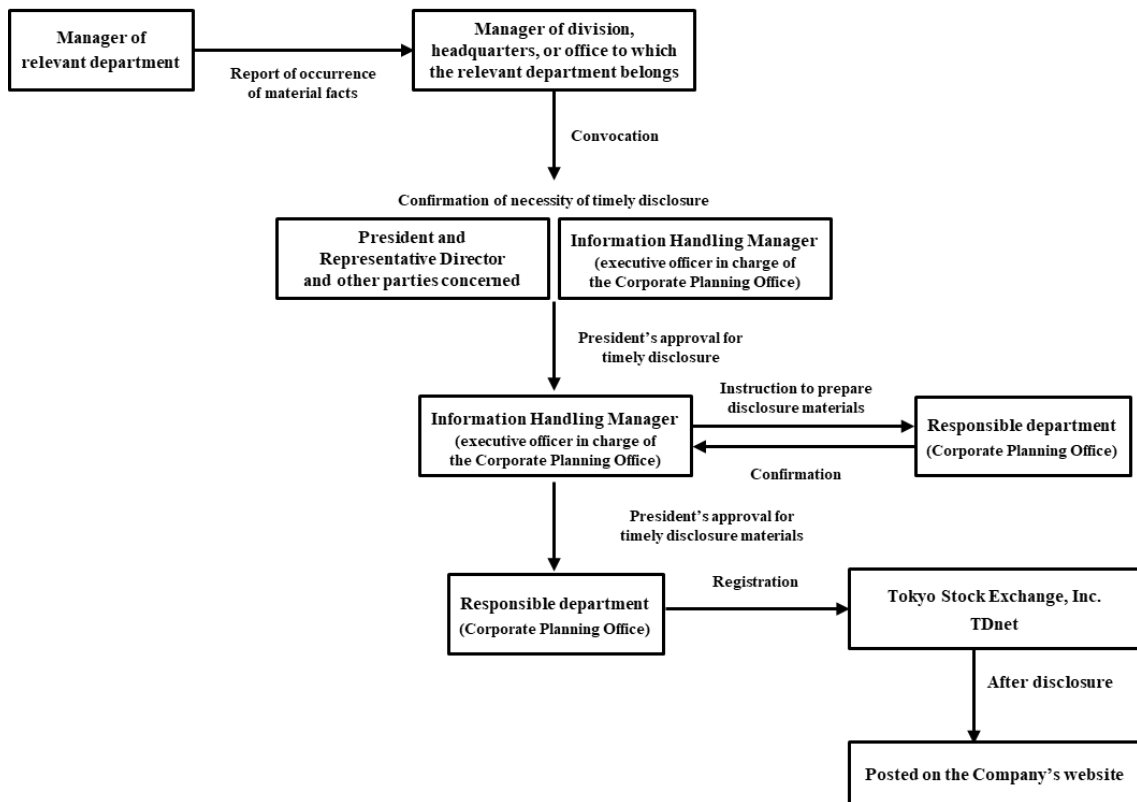 Manager of
relevant department
Report of occurrence
of material facts
Manager of division,
headquarters, or office to which
the relevant department belongs
Convocation
Confirmation of necessity of timely disclosure
President and
Representative Director
and other parties concerned
Information Handling Manager
(executive officer in charge of
the Corporate Planning Office)
President's approval for
timely disclosure
Information Handling Manager
(executive officer in charge of
the Corporate Planning Office)
Instruction to prepare
disclosure materials
Responsible department
(Corporate Planning Office)
Confirmation
President's approval for
timely disclosure materials
Responsible department
(Corporate Planning Office)
Registration
Tokyo Stock Exchange, Inc.
TDnet
After disclosure
Posted on the Company's website